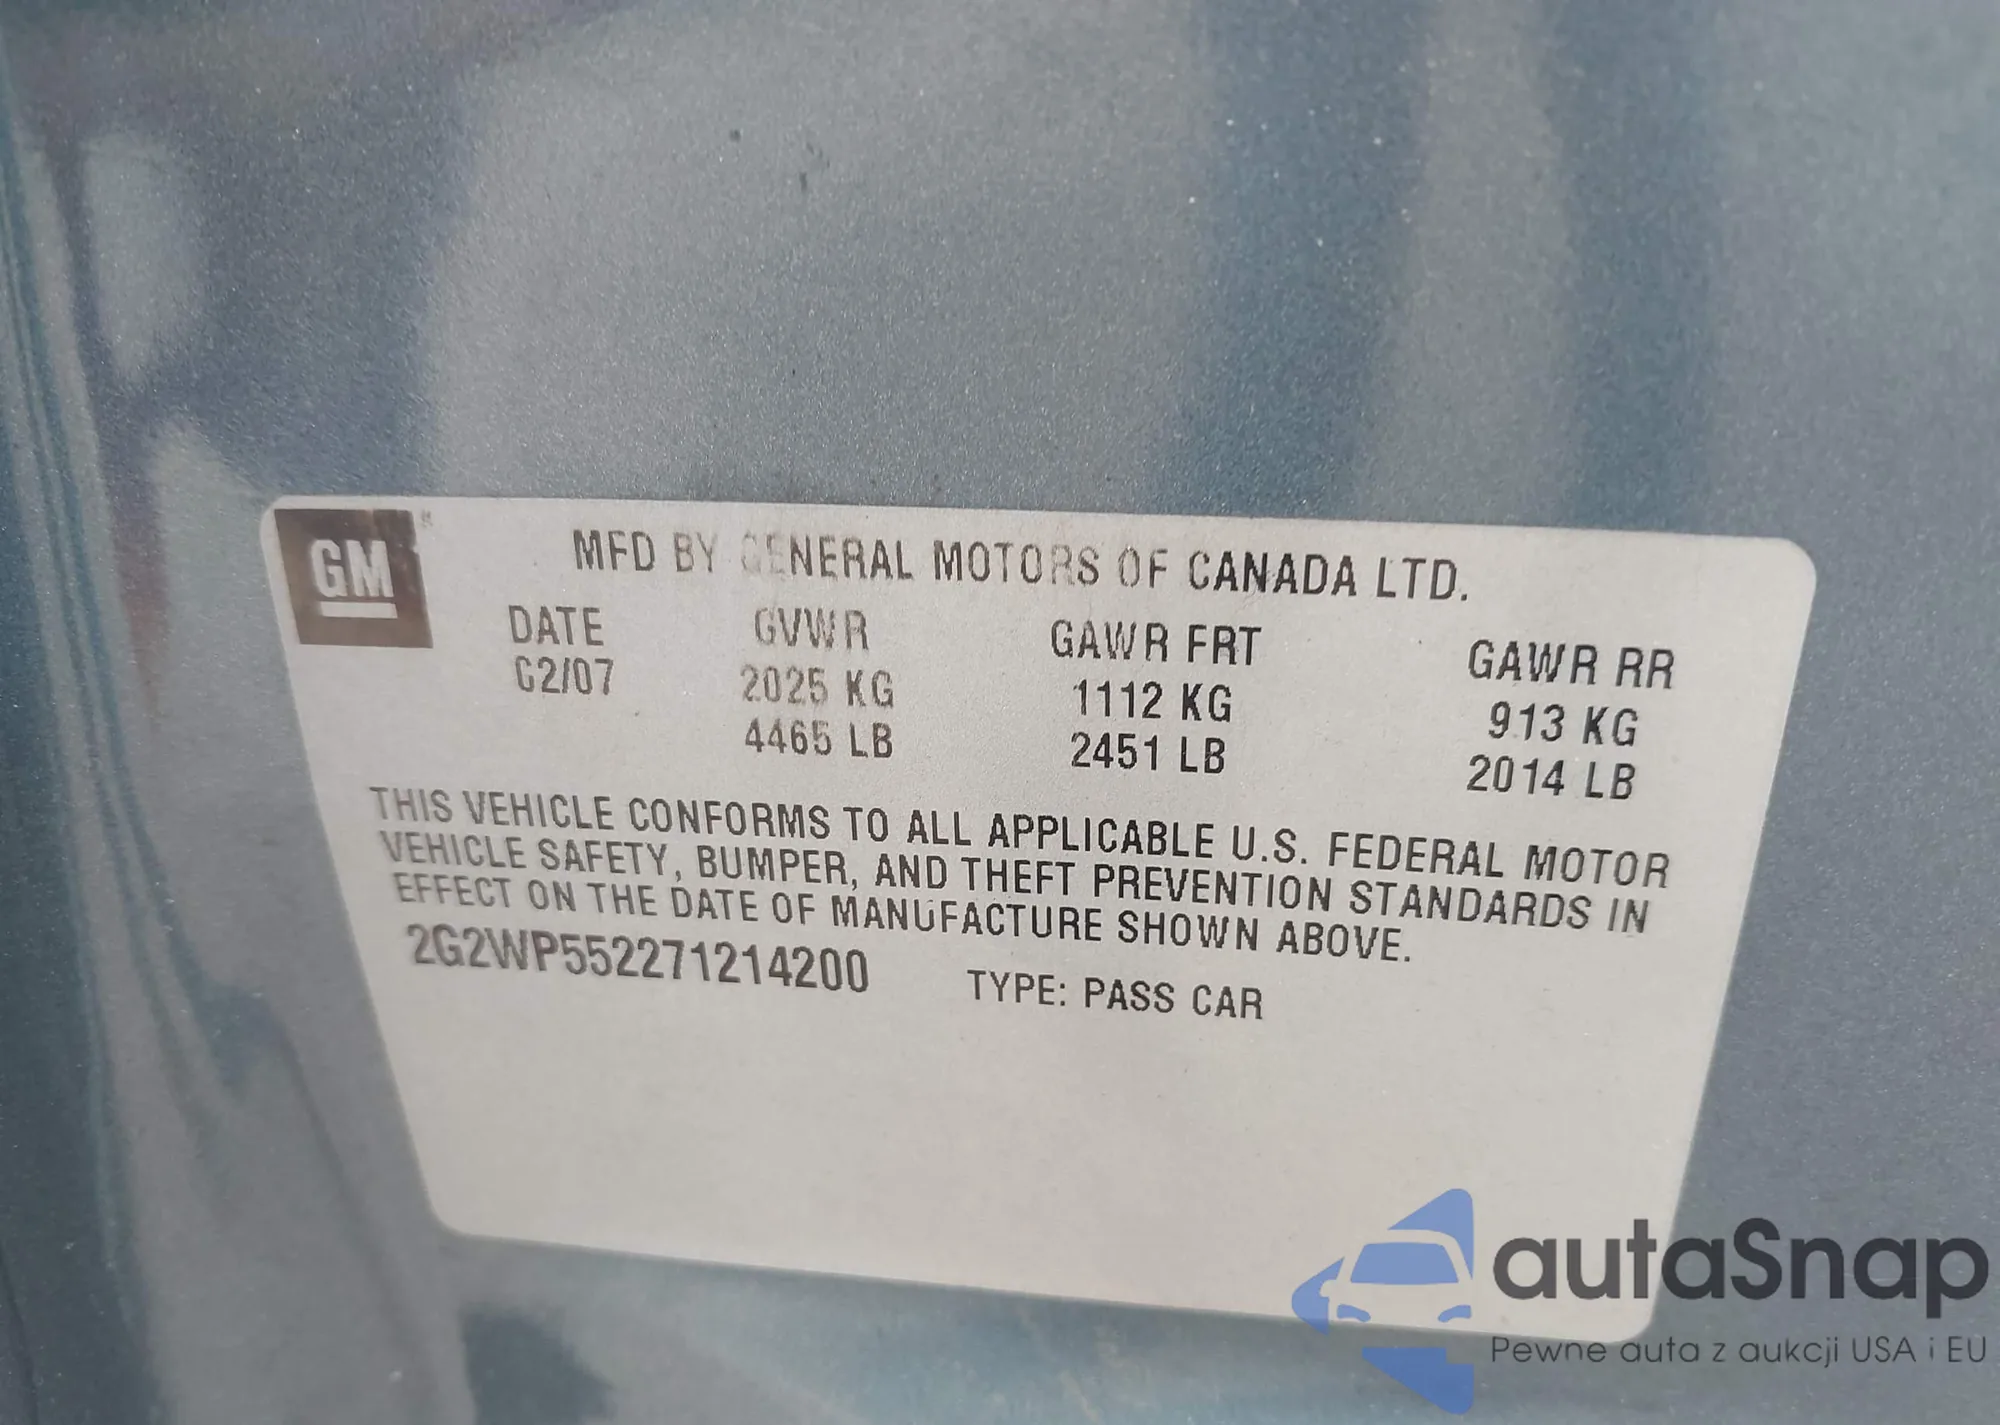 GM
MFD BY GENERAL MOTORS OF CANADA LTD.
DATE GVWR GAWR FRT GAWR RR
02/07 2025 KG 1112 KG 913 KG
4465 LB 2451 LB 2014 LB
THIS VEHICLE CONFORMS TO ALL APPLICABLE U.S. FEDERAL MOTOR
VEHICLE SAFETY, BUMPER, AND THEFT PREVENTION STANDARDS IN
EFFECT ON THE DATE OF MANUFACTURE SHOWN ABOVE.
2G2WP552271214200 TYPE: PASS CAR
autaSnap
Pewne auta z aukcji USA i EU